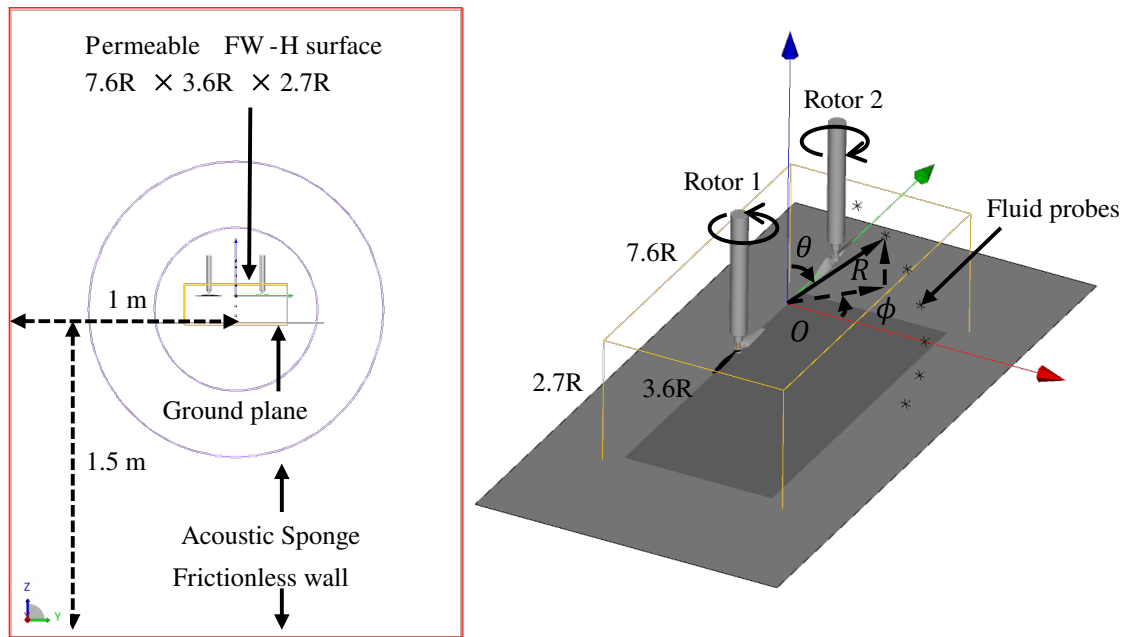 Permeable FW -H surface
7.6R × 3.6R × 2.7R
1 m
Ground plane
1.5 m
Acoustic Sponge
Frictionless wall
Z
Y
Rotor 2
Rotor 1
Fluid probes
7.6R
θ
R
ϕ
O
2.7R
3.6R